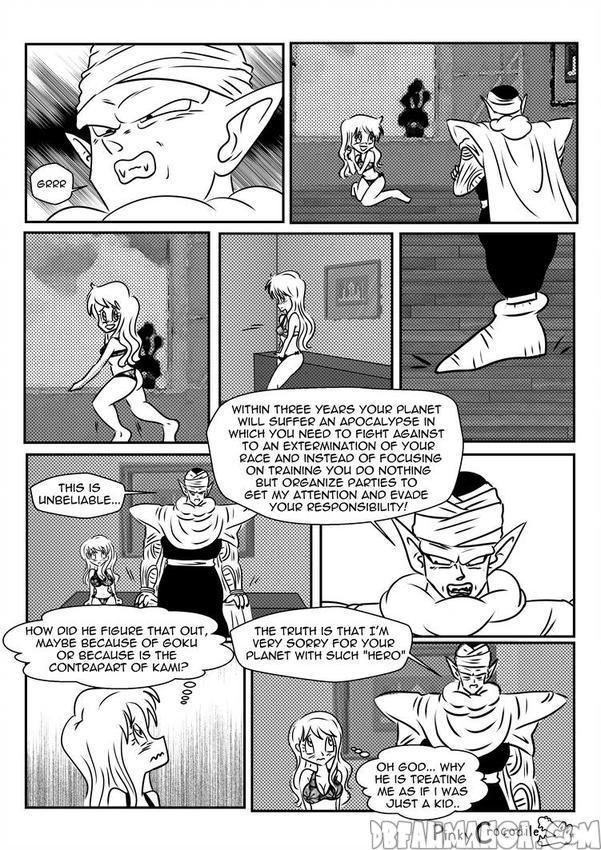 GRRR
WITHIN THREE YEARS YOUR PLANET
WILL SUFFER AN APOCALYPSE IN
WHICH YOU NEED TO FIGHT AGAINST
TO AN EXTERMINATION OF YOUR
RACE AND INSTEAD OF FOCUSING
ON TRAINING YOU DO NOTHING
BUT ORGANIZE PARTIES TO
GET MY ATTENTION AND EVADE
YOUR RESPONSIBILITY!
THIS IS
UNBELIABLE...
HOW DID HE FIGURE THAT OUT,
MAYBE BECAUSE OF GOKU
OR BECAUSE IS THE
CONTRAPART OF KAMI?
THE TRUTH IS THAT I'M
VERY SORRY FOR YOUR
PLANET WITH SUCH "HERO"
OH GOD... WHY
HE IS TREATING
ME AS IF I WAS
JUST A KID..
Pinky Crocodile
DBFANMANGA.COM